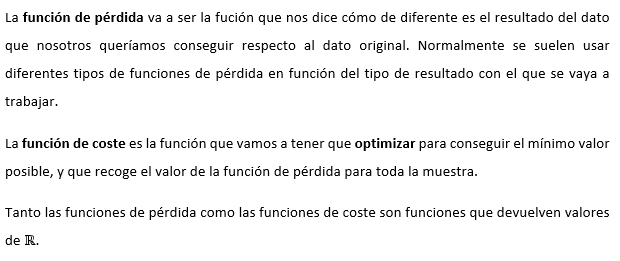 La función de pérdida va a ser la fución que nos dice cómo de diferente es el resultado del dato
que nosotros queríamos conseguir respecto al dato original. Normalmente se suelen usar
diferentes tipos de funciones de pérdida en función del tipo de resultado con el que se vaya a
trabajar.
La función de coste es la función que vamos a tener que optimizar para conseguir el mínimo valor
posible, y que recoge el valor de la función de pérdida para toda la muestra.
Tanto las funciones de pérdida como las funciones de coste son funciones que devuelven valores
de ℝ.